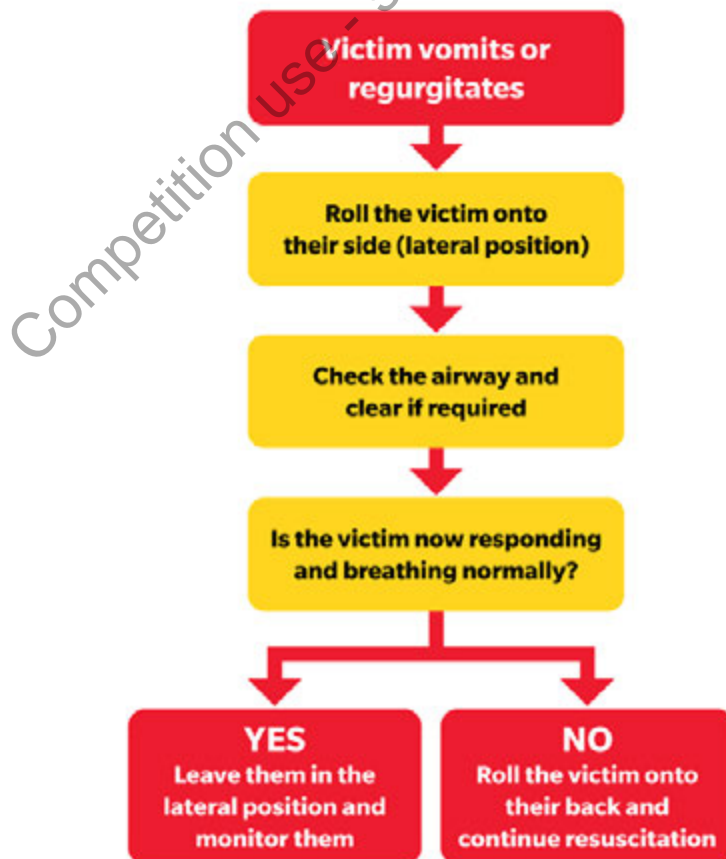 Competition use -
Victim vomits or
regurgitates
Roll the victim onto
their side (lateral position)
Check the airway and
clear if required
Is the victim now responding
and breathing normally?
YES
Leave them in the
lateral position and
monitor them
NO
Roll the victim onto
their back and
continue resuscitation